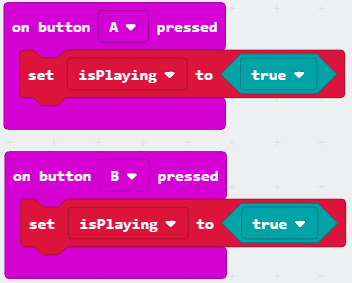 on button A pressed
set isPlaying to true
on button B pressed
set isPlaying to true